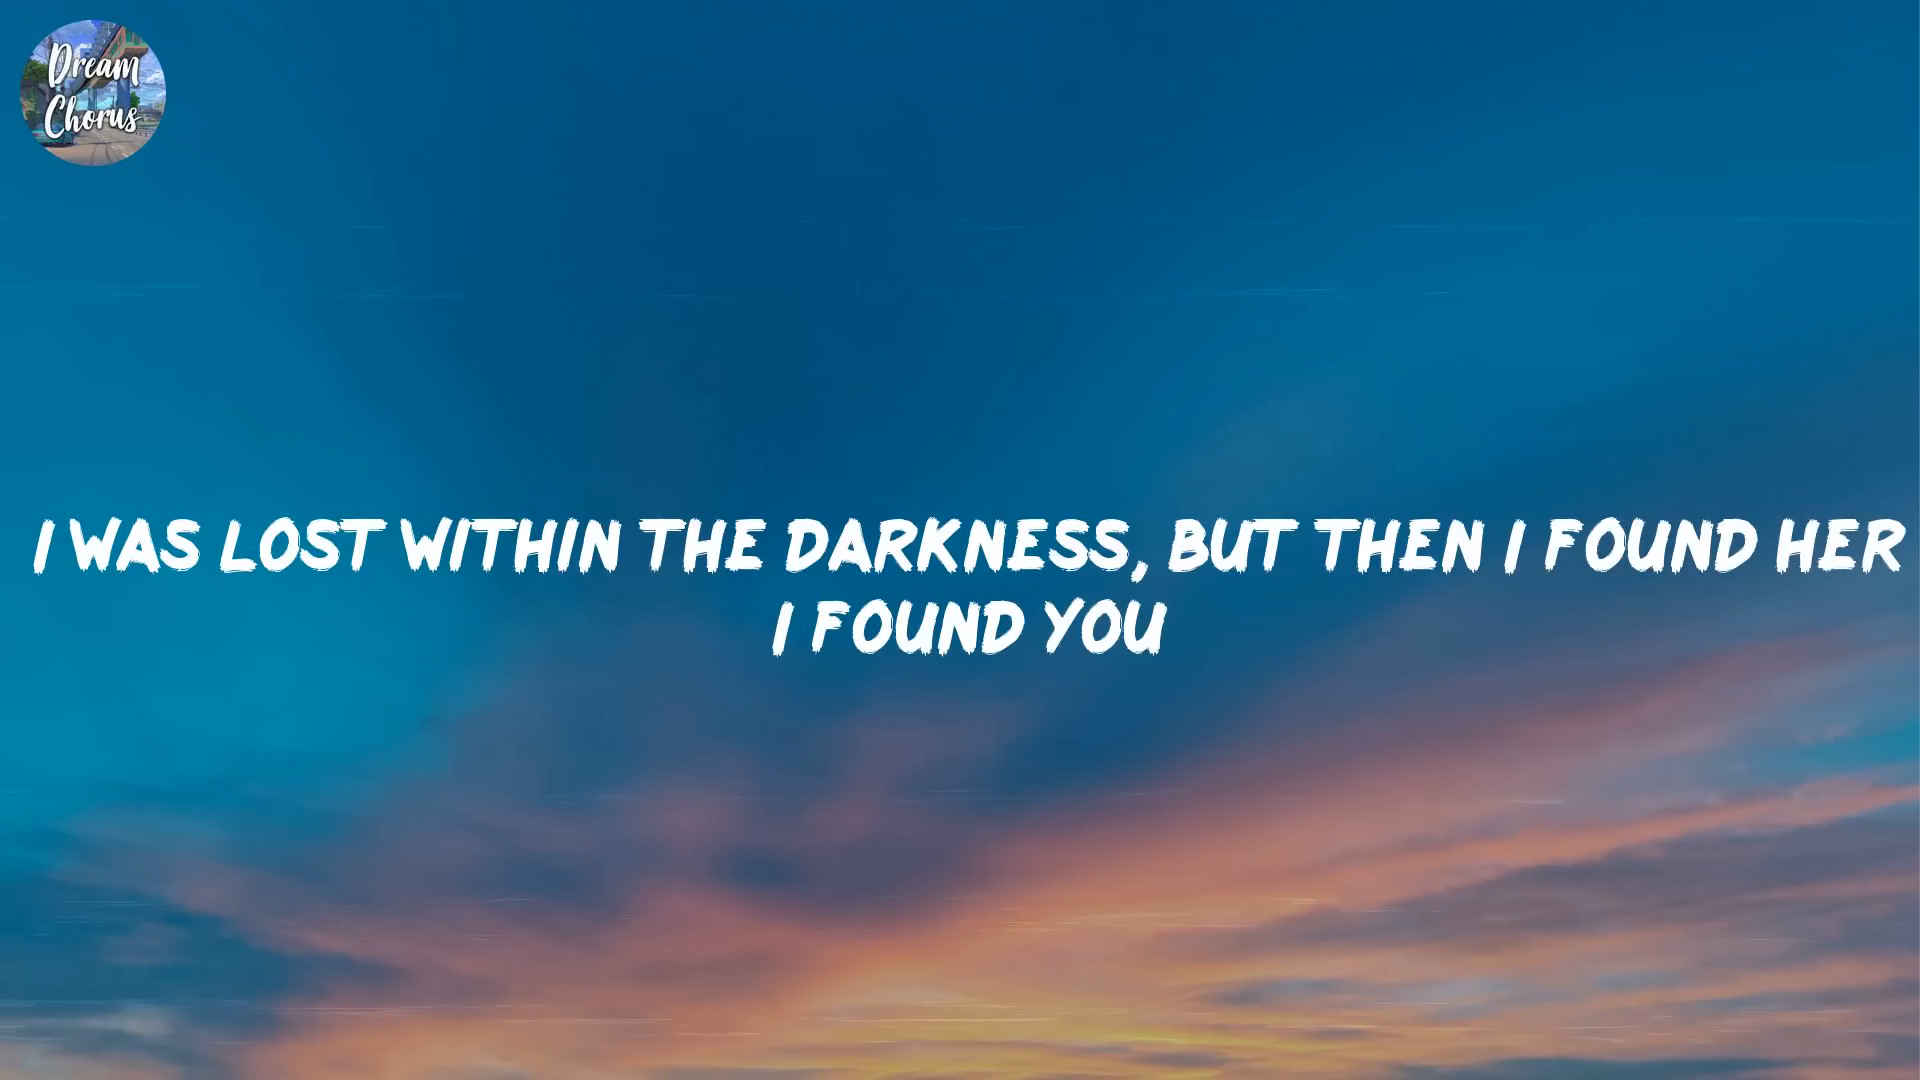 Dream
Chorus
I WAS LOST WITHIN THE DARKNESS, BUT THEN I FOUND HER
I FOUND YOU